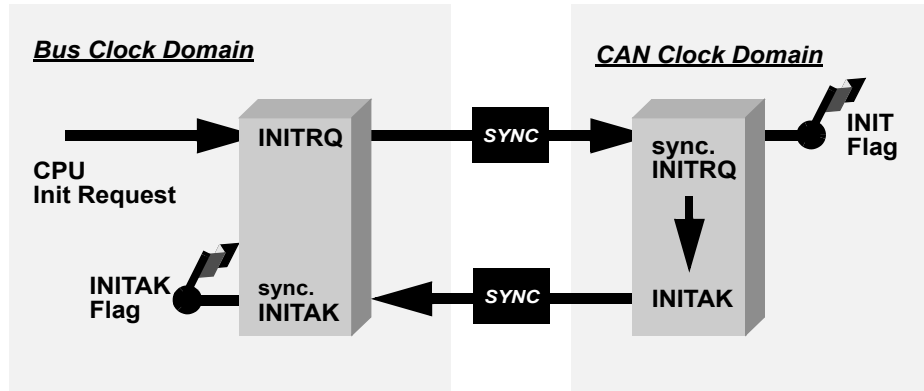 Bus Clock Domain
CAN Clock Domain
INITRQ
SYNC
sync.
INITRQ
INIT
Flag
CPU
Init Request
INITAK
Flag
sync.
INITAK
SYNC
INITAK